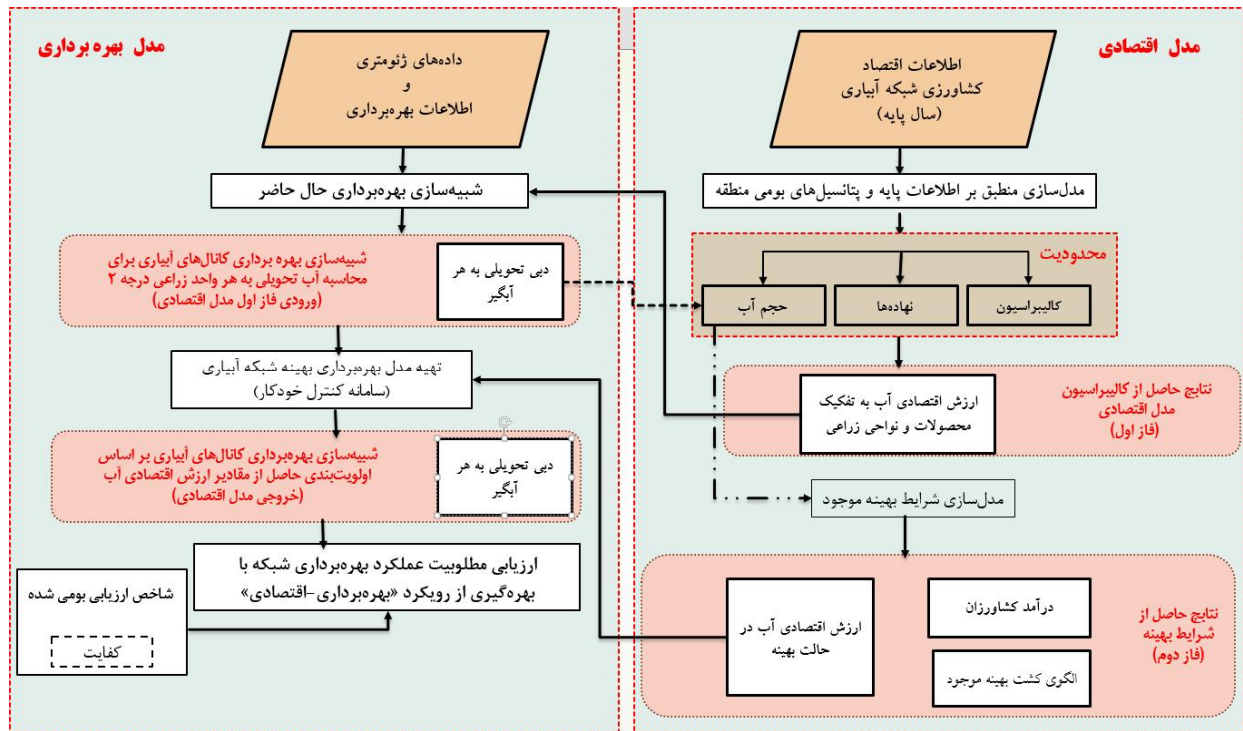 مدل اقتصادی
اطلاعات اقتصاد
کشاورزی شبکه آبیاری
(سال پایه)
مدل‌سازی منطبق بر اطلاعات پایه و پتانسیل‌های بومی منطقه
محدودیت
کالیبراسیون
نهاده‌ها
حجم آب
نتایج حاصل از کالیبراسیون
مدل اقتصادی
(فاز اول)
ارزش اقتصادی آب به تفکیک
محصولات و نواحی زراعی
مدل‌سازی شرایط بهینه موجود
نتایج حاصل از
شرایط بهینه
(فاز دوم)
درآمد کشاورزان
الگوی کشت بهینه موجود
ارزش اقتصادی آب در
حالت بهینه
مدل بهره برداری
داده‌های ژئومتری
و
اطلاعات بهره‌برداری
شبیه‌سازی بهره‌برداری حال حاضر
دبی تحویلی به هر
آبگیر
شبیه‌سازی بهره برداری کانال‌های آبیاری برای
محاسبه آب تحویلی به هر واحد زراعی درجه ۲
(ورودی فاز اول مدل اقتصادی)
تهیه مدل بهره‌برداری بهینه شبکه آبیاری
(سامانه کنترل خودکار)
دبی تحویلی به هر
آبگیر
شبیه‌سازی بهره‌برداری کانال‌های آبیاری بر اساس
اولویت‌بندی حاصل از مقادیر ارزش اقتصادی آب
(خروجی مدل اقتصادی)
ارزیابی مطلوبیت عملکرد بهره‌برداری شبکه با
بهره‌گیری از رویکرد «بهره‌برداری-اقتصادی»
شاخص ارزیابی بومی شده
کفایت